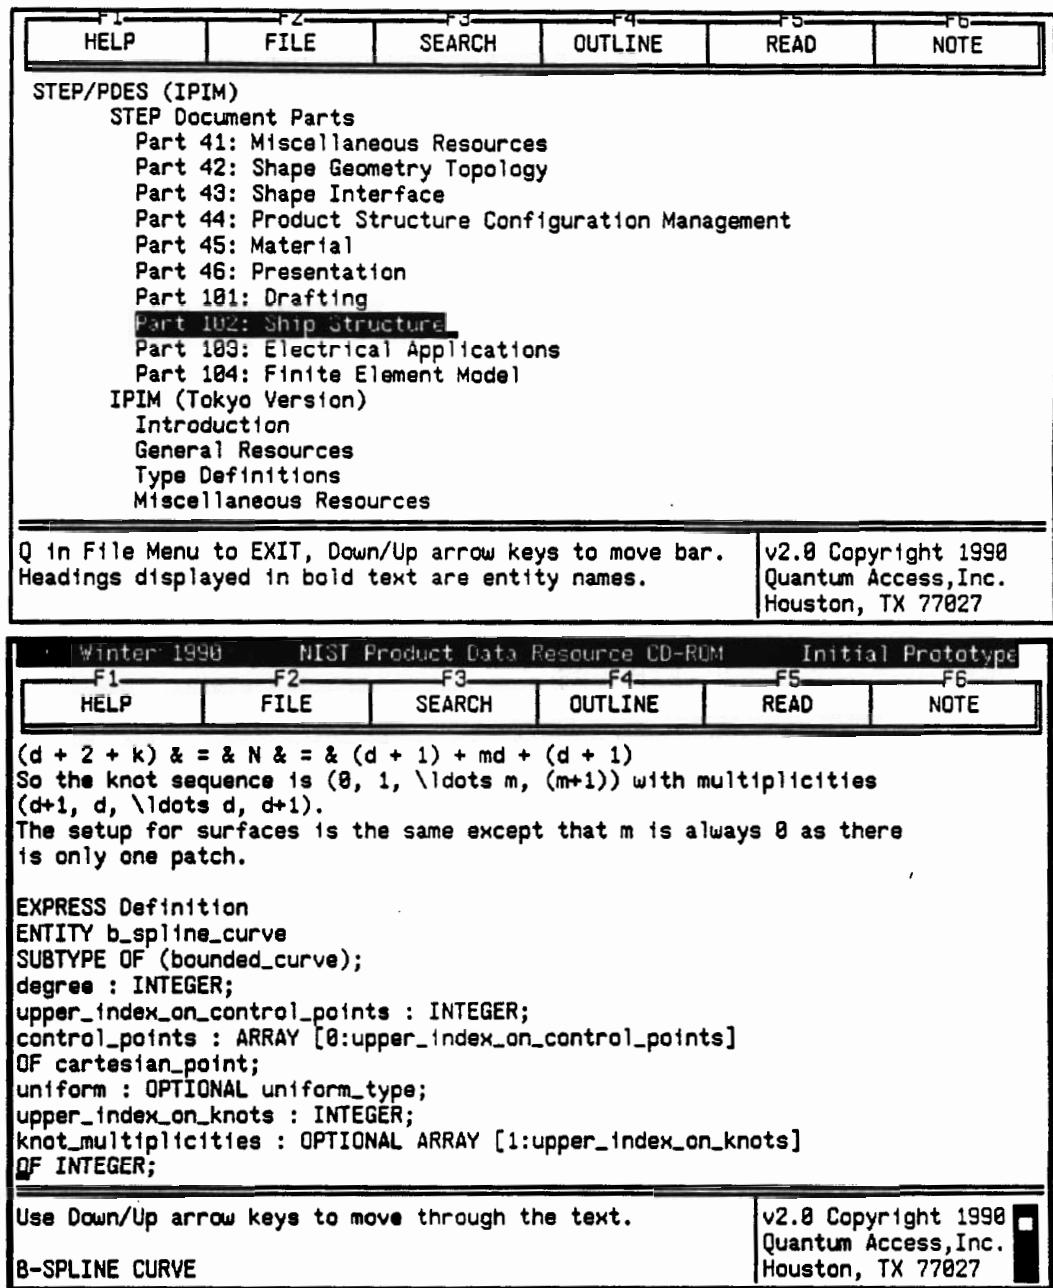 F1 F2 F3 F4 F5 F6
HELP FILE SEARCH OUTLINE READ NOTE
STEP/PDES (IPIM)
STEP Document Parts
Part 41: Miscellaneous Resources
Part 42: Shape Geometry Topology
Part 43: Shape Interface
Part 44: Product Structure Configuration Management
Part 45: Material
Part 46: Presentation
Part 101: Drafting
Part 102: Ship Structure
Part 103: Electrical Applications
Part 104: Finite Element Model
IPIM (Tokyo Version)
Introduction
General Resources
Type Definitions
Miscellaneous Resources
Q in File Menu to EXIT, Down/Up arrow keys to move bar.
Headings displayed in bold text are entity names.
v2.0 Copyright 1990
Quantum Access,Inc.
Houston, TX 77027
Winter 1990 NIST Product Data Resource CD-ROM Initial Prototype
F1 F2 F3 F4 F5 F6
HELP FILE SEARCH OUTLINE READ NOTE
(d + 2 + k) & = & N & = & (d + 1) + md + (d + 1)
So the knot sequence is (0, 1, \ldots m, (m+1)) with multiplicities
(d+1, d, \ldots d, d+1).
The setup for surfaces is the same except that m is always 0 as there
is only one patch.
EXPRESS Definition
ENTITY b_spline_curve
SUBTYPE OF (bounded_curve);
degree : INTEGER;
upper_index_on_control_points : INTEGER;
control_points : ARRAY [0:upper_index_on_control_points]
OF cartesian_point;
uniform : OPTIONAL uniform_type;
upper_index_on_knots : INTEGER;
knot_multiplicities : OPTIONAL ARRAY [1:upper_index_on_knots]
OF INTEGER;
Use Down/Up arrow keys to move through the text.
B-SPLINE CURVE
v2.0 Copyright 1990
Quantum Access,Inc.
Houston, TX 77027